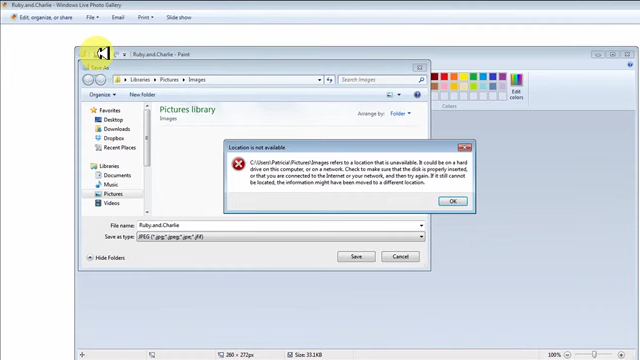 Ruby.and.Charlie - Windows Live Photo Gallery
Edit, organize, or share File Email Print Slide show
Ruby.and.Charlie - Paint
Save As
Libraries Pictures Images Search Images
Organize New folder
Favorites
Desktop
Downloads
Dropbox
Recent Places
Libraries
Documents
Music
Pictures
Videos
Pictures library
Images
Arrange by: Folder
Edit
colors
Colors
Location is not available
C:\Users\Patricia\Pictures\Images refers to a location that is unavailable. It could be on a hard
drive on this computer, or on a network. Check to make sure that the disk is properly inserted,
or that you are connected to the Internet or your network, and then try again. If it still cannot
be located, the information might have been moved to a different location.
OK
File name: Ruby.and.Charlie
Save as type: JPEG (*.jpg;*.jpeg;*.jpe;*.jfif)
Hide Folders Save Cancel
260 × 272px Size: 33.1KB 100%